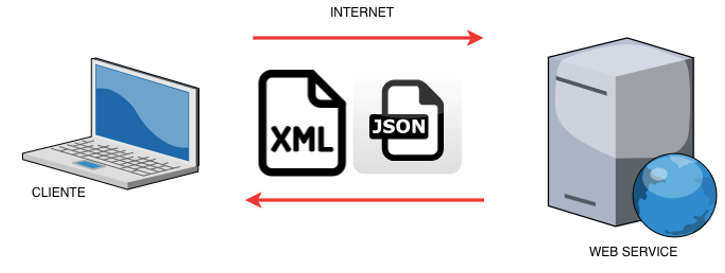 INTERNET
XML
JSON
CLIENTE
WEB SERVICE